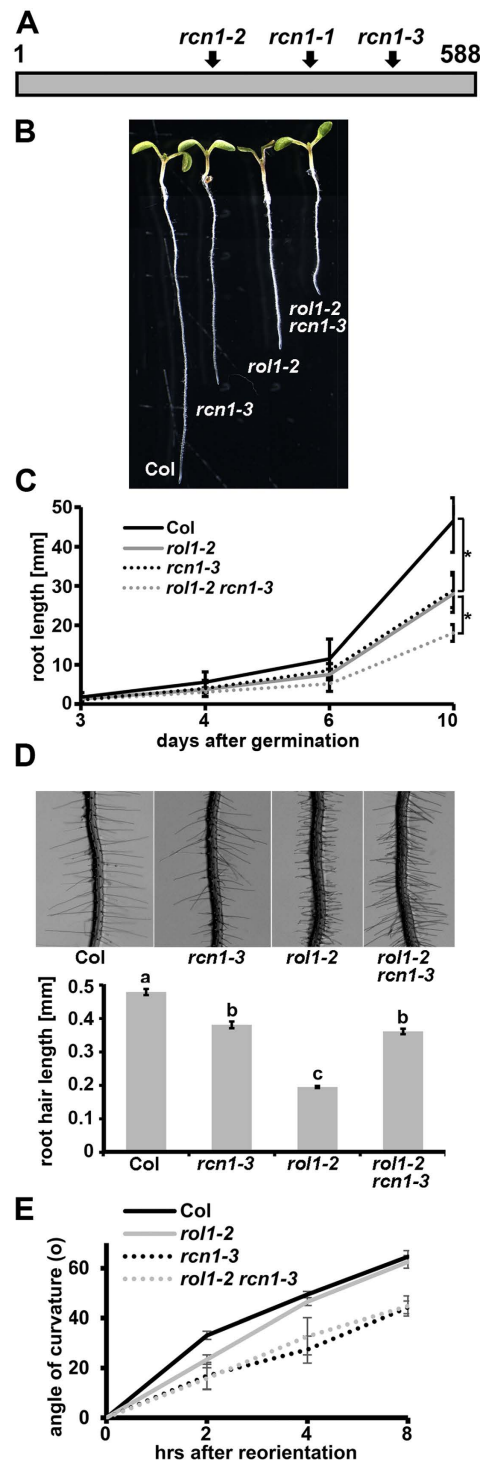 A
rcn1-2 rcn1-1 rcn1-3
1 588
B
rol1-2
rcn1-3
rol1-2
rcn1-3
Col
C
50
40
30
20
10
0
root length [mm]
Col
rol1-2
rcn1-3
rol1-2 rcn1-3
*
*
3 4 6 10
days after germination
D
Col rcn1-3 rol1-2 rol1-2
rcn1-3
0.5
0.4
0.3
0.2
0.1
0
root hair length [mm]
a
b
c
b
Col rcn1-3 rol1-2 rol1-2
rcn1-3
E
Col
rol1-2
rcn1-3
rol1-2 rcn1-3
60
40
20
0
angle of curvature (o)
0 2 4 8
hrs after reorientation